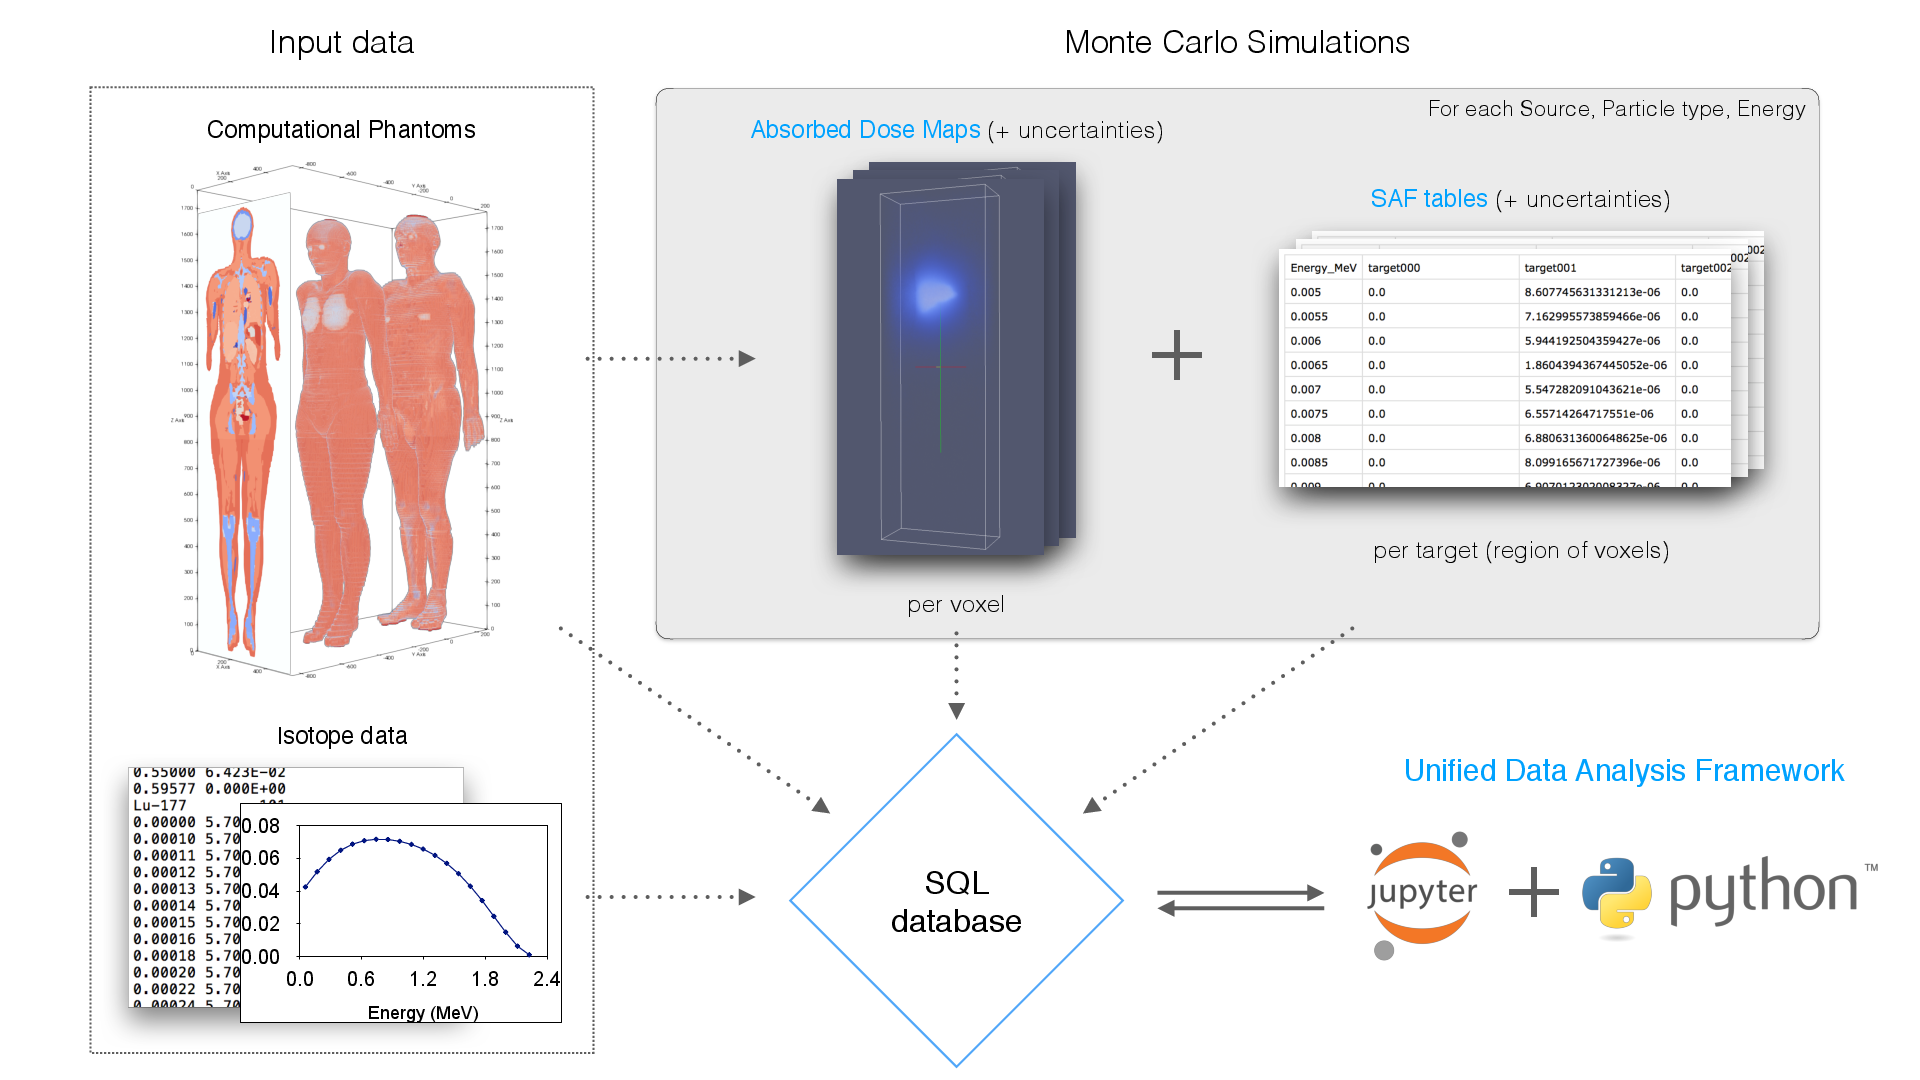 Input data
Monte Carlo Simulations
Computational Phantoms
For each Source, Particle type, Energy
Absorbed Dose Maps (+ uncertainties)
SAF tables (+ uncertainties)
Energy_MeV target000 target001 target002
0.005 0.0 8.607745631331213e-06 0.0
0.0055 0.0 7.162995573859466e-06 0.0
0.006 0.0 5.944192504359427e-06 0.0
0.0065 0.0 1.8604394367445052e-06 0.0
0.007 0.0 5.547282091043621e-06 0.0
0.0075 0.0 6.55714264717551e-06 0.0
0.008 0.0 6.8806313600648625e-06 0.0
0.0085 0.0 8.099165671727396e-06 0.0
0.009 0.0 6.907012302008327e-06 0.0
per target (region of voxels)
per voxel
Isotope data
0.55000 6.423E-02
0.59577 0.000E+00
Lu-177
0.00000 5.70
0.00010 5.70
0.00011 5.70
0.00012 5.70
0.00013 5.70
0.00014 5.70
0.00015 5.70
0.00016 5.70
0.00018 5.70
0.00020 5.70
0.00022 5.70
0.00024 5.70
0.08
0.06
0.04
0.02
0.00
0.0 0.6 1.2 1.8 2.4
Energy (MeV)
SQL
database
Unified Data Analysis Framework
jupyter
python™